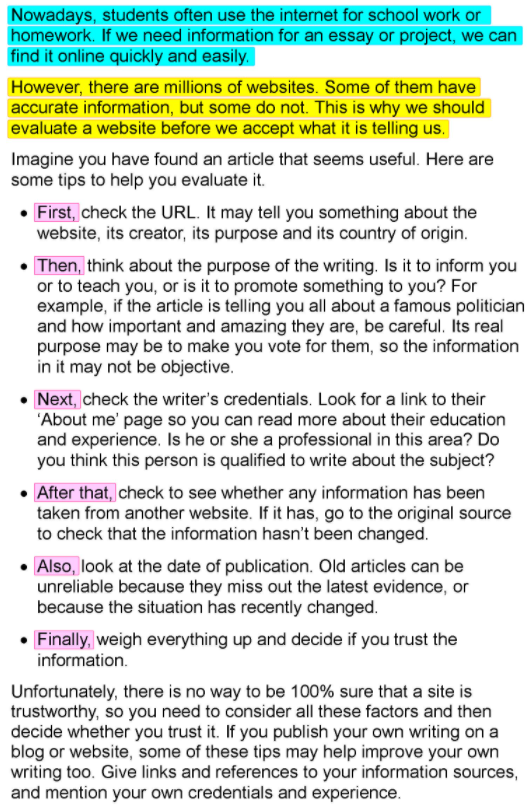 Nowadays, students often use the internet for school work or
homework. If we need information for an essay or project, we can
find it online quickly and easily.
However, there are millions of websites. Some of them have
accurate information, but some do not. This is why we should
evaluate a website before we accept what it is telling us.
Imagine you have found an article that seems useful. Here are
some tips to help you evaluate it.
• First, check the URL. It may tell you something about the
website, its creator, its purpose and its country of origin.
• Then, think about the purpose of the writing. Is it to inform you
or to teach you, or is it to promote something to you? For
example, if the article is telling you all about a famous politician
and how important and amazing they are, be careful. Its real
purpose may be to make you vote for them, so the information
in it may not be objective.
• Next, check the writer's credentials. Look for a link to their
'About me' page so you can read more about their education
and experience. Is he or she a professional in this area? Do
you think this person is qualified to write about the subject?
• After that, check to see whether any information has been
taken from another website. If it has, go to the original source
to check that the information hasn't been changed.
• Also, look at the date of publication. Old articles can be
unreliable because they miss out the latest evidence, or
because the situation has recently changed.
• Finally, weigh everything up and decide if you trust the
information.
Unfortunately, there is no way to be 100% sure that a site is
trustworthy, so you need to consider all these factors and then
decide whether you trust it. If you publish your own writing on a
blog or website, some of these tips may help improve your own
writing too. Give links and references to your information sources,
and mention your own credentials and experience.